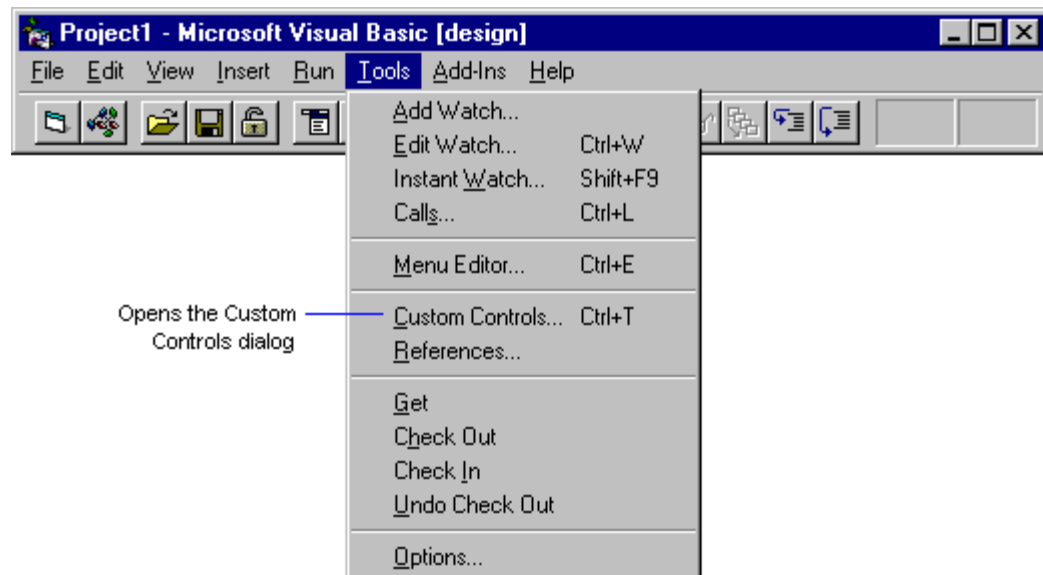 Project1 - Microsoft Visual Basic [design]
File Edit View Insert Run Tools Add-Ins Help
Add Watch...
Edit Watch... Ctrl+W
Instant Watch... Shift+F9
Calls... Ctrl+L
Menu Editor... Ctrl+E
Opens the Custom
Controls dialog
Custom Controls... Ctrl+T
References...
Get
Check Out
Check In
Undo Check Out
Options...